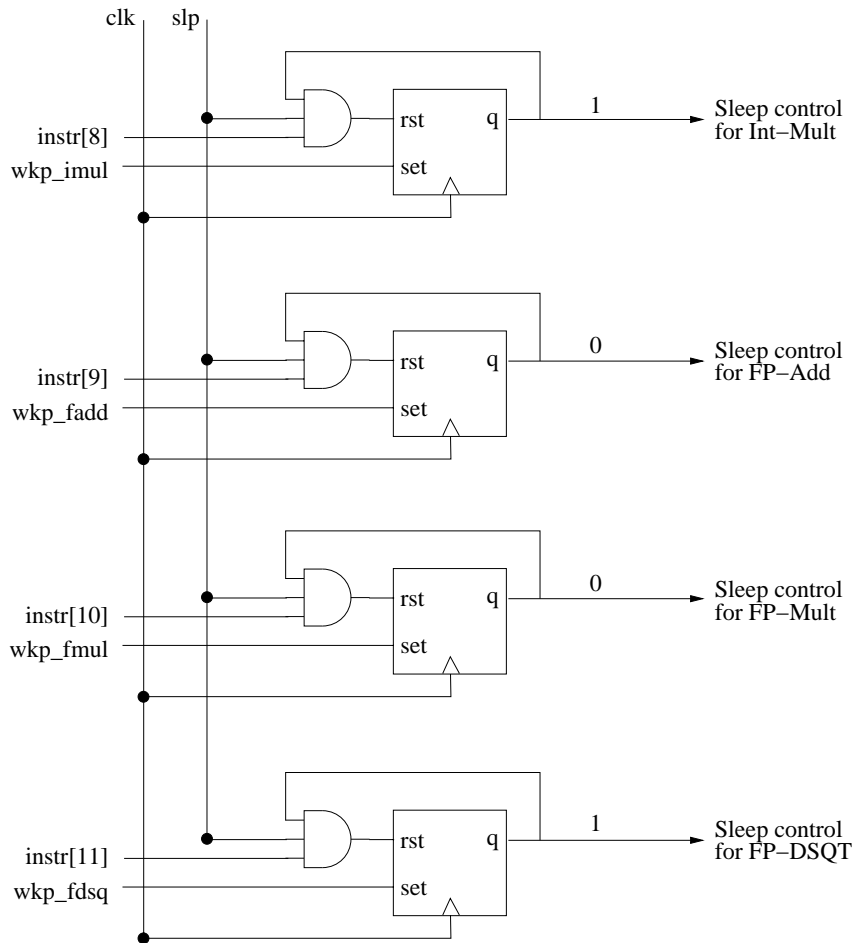 clk slp
rst q 1 Sleep control
for Int−Mult
instr[8]
wkp_imul set
rst q 0 Sleep control
for FP−Add
instr[9]
wkp_fadd set
rst q 0 Sleep control
for FP−Mult
instr[10]
wkp_fmul set
rst q 1 Sleep control
for FP−DSQT
instr[11]
wkp_fdsq set